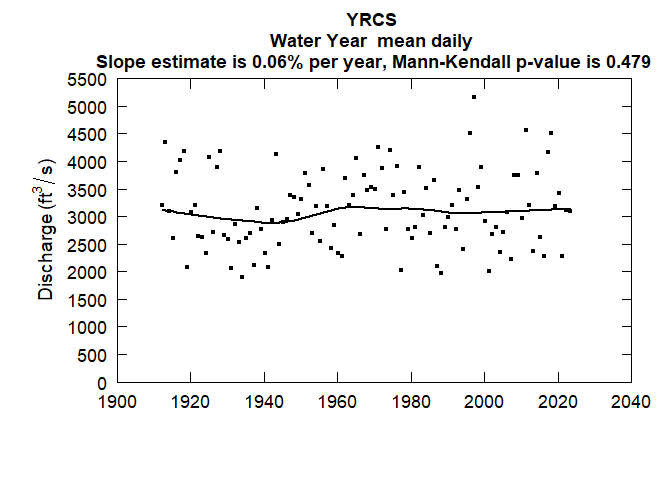 YRCS
Water Year  mean daily
Slope estimate is 0.06% per year, Mann-Kendall p-value is 0.479
5500
5000
4500
4000
3500
3000
2500
2000
1500
1000
500
0
Discharge (ft³/s)
1900 1920 1940 1960 1980 2000 2020 2040